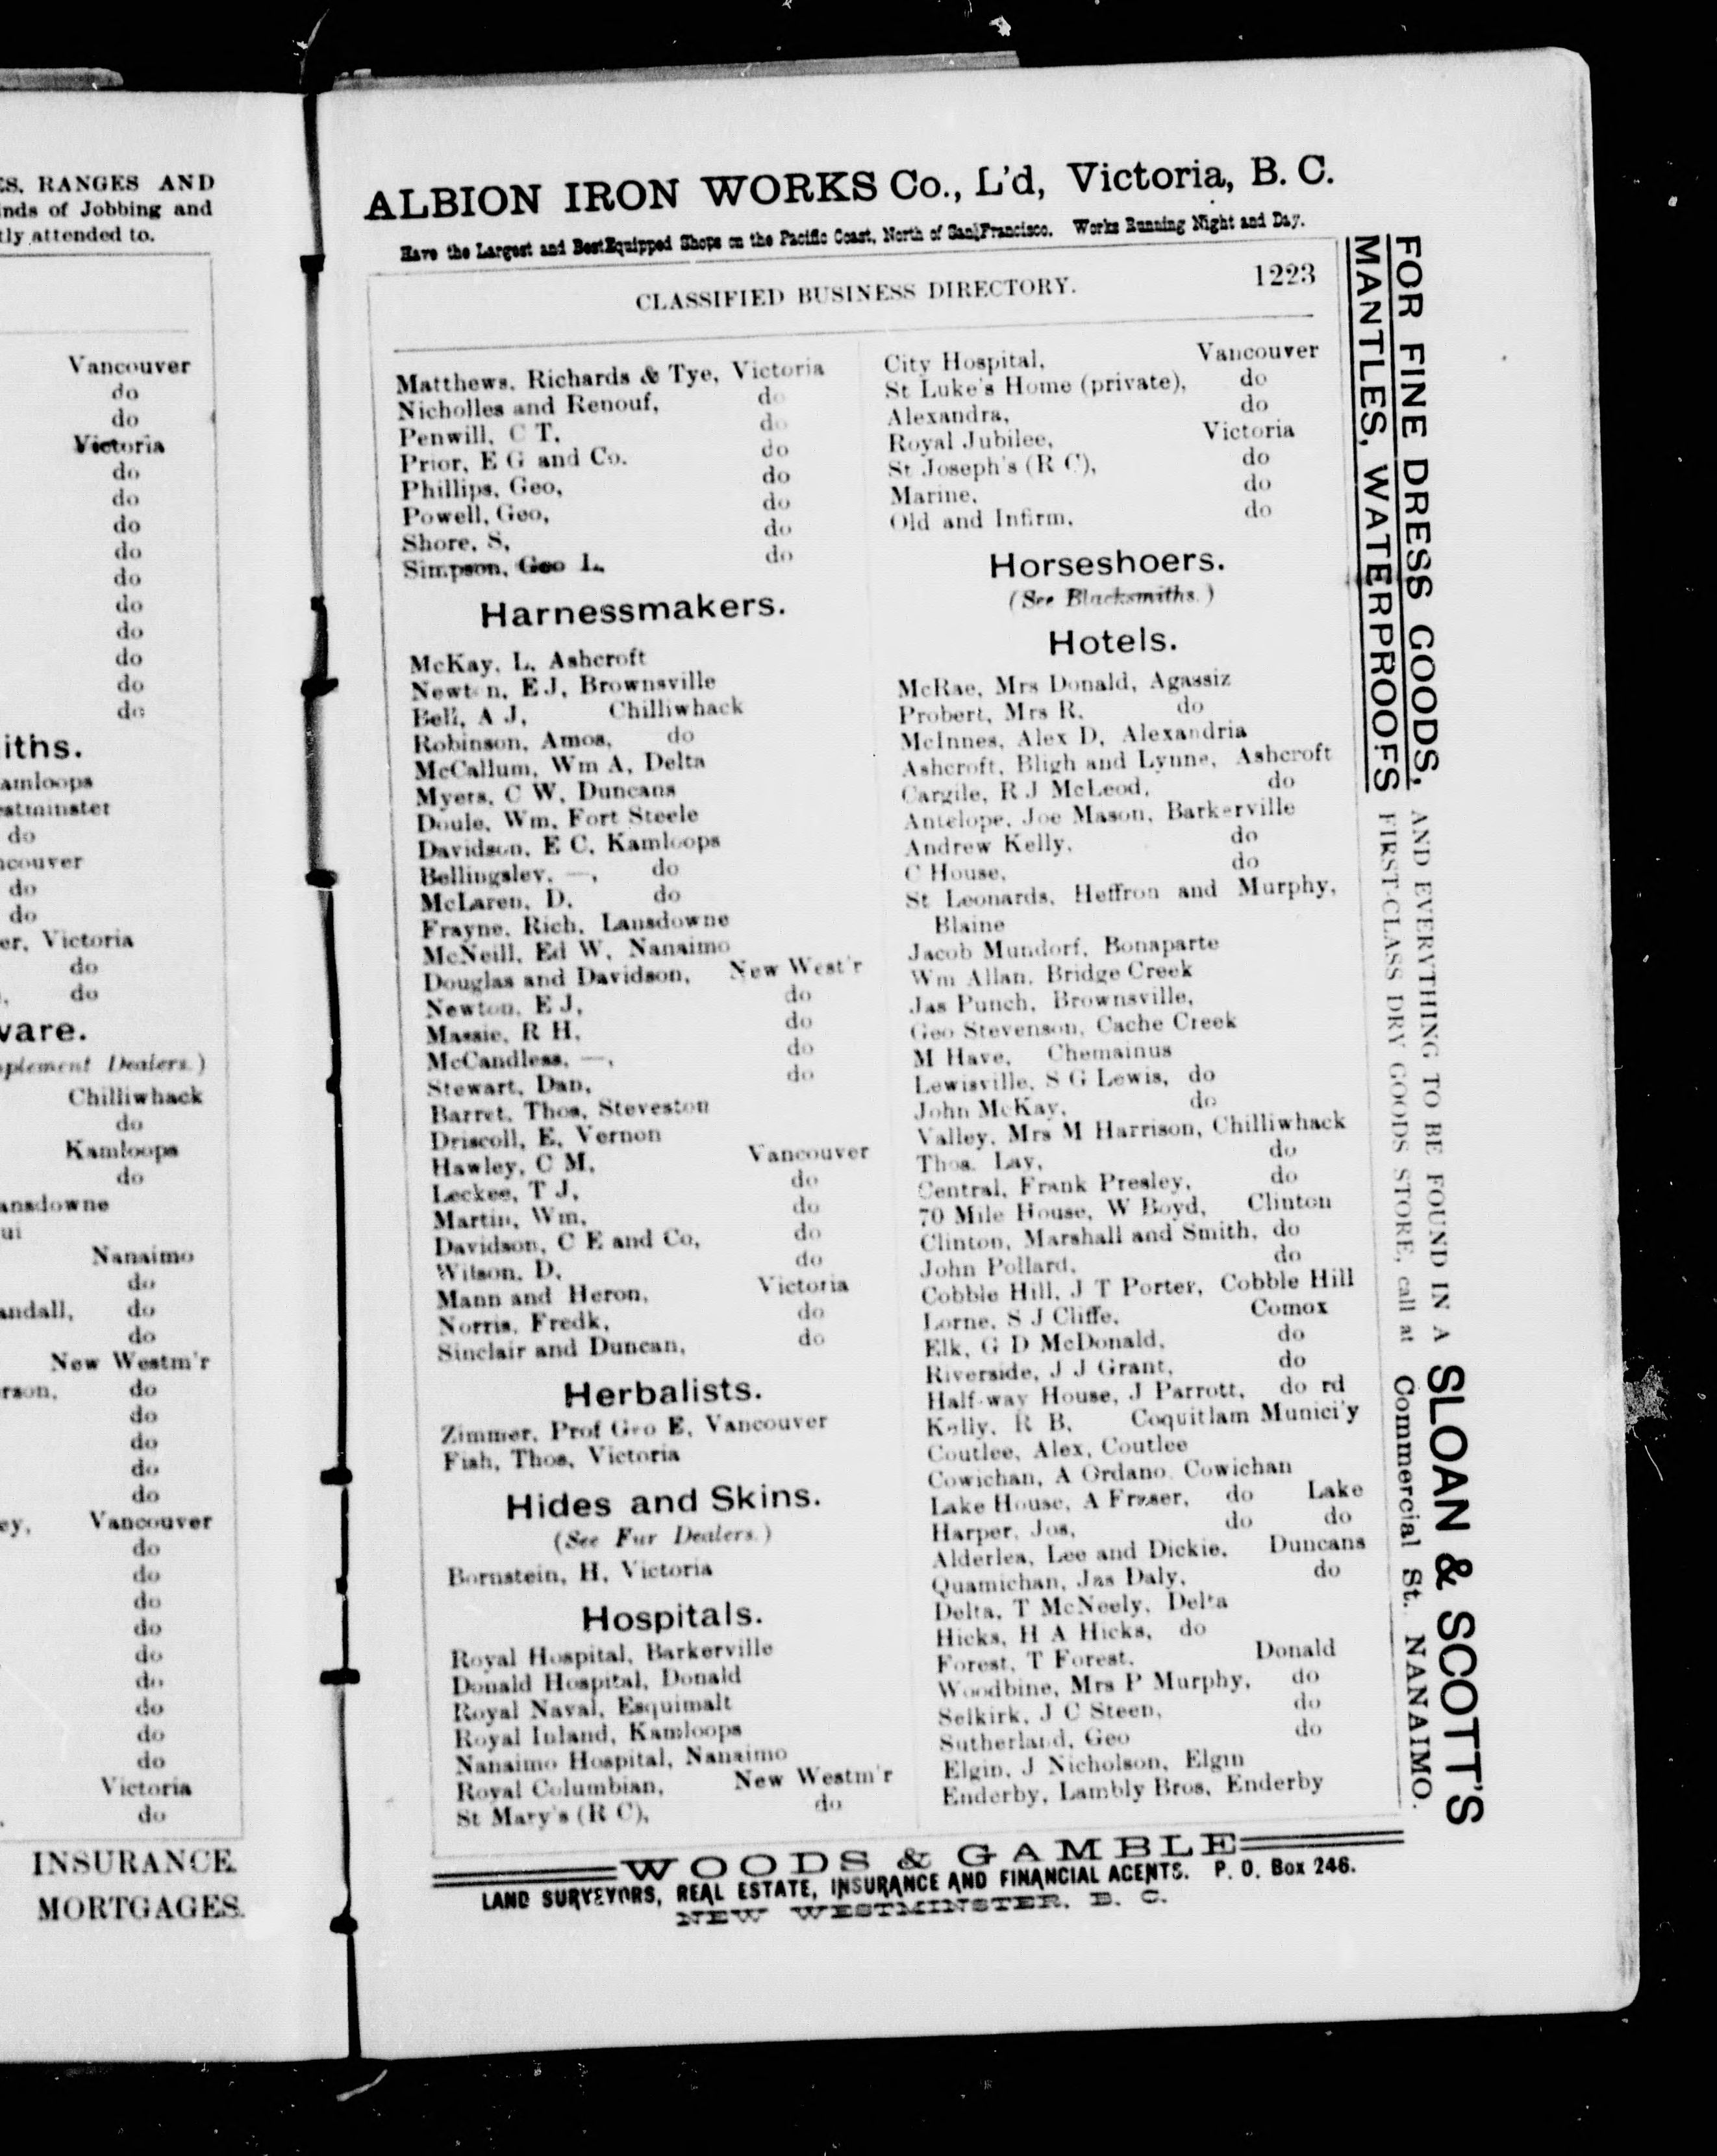 ES, RANGES AND
inds of Jobbing and
tly attended to.
Vancouver
do
do
Victoria
do
do
do
do
do
do
do
do
do
do
iths.
amloops
estminster
do
ncouver
do
do
er, Victoria
do
do
ware.
plement Dealers.)
Chilliwhack
do
Kamloops
do
ansdowne
ui
Nanaimo
do
andall, do
do
New Westm'r
rson, do
do
do
do
do
ey, Vancouver
do
do
do
do
do
do
do
do
do
Victoria
do
INSURANCE
MORTGAGES.
ALBION IRON WORKS Co., L'd, Victoria, B. C.
Have the Largest and Best Equipped Shops on the Pacific Coast, North of San Francisco. Works Running Night and Day.
CLASSIFIED BUSINESS DIRECTORY. 1223
Matthews, Richards & Tye, Victoria
Nicholles and Renouf, do
Penwill, C T, do
Prior, E G and Co. do
Phillips, Geo, do
Powell, Geo, do
Shore, S, do
Simpson, Geo L. do
Harnessmakers.
McKay, L. Ashcroft
Newton, E J, Brownsville
Bell, A J, Chilliwhack
Robinson, Amos, do
McCallum, Wm A, Delta
Myers, C W, Duncans
Doule, Wm, Fort Steele
Davidson, E C, Kamloops
Bellingsley, —, do
McLaren, D. do
Frayne, Rich, Lansdowne
McNeill, Ed W, Nanaimo
Douglas and Davidson, New West'r
Newton, E J, do
Massie, R H, do
McCandless, —, do
Stewart, Dan, do
Barret, Thos, Steveston
Driscoll, E, Vernon
Hawley, C M, Vancouver
Leckee, T J, do
Martin, Wm, do
Davidson, C E and Co, do
Wilson, D, do
Mann and Heron, Victoria
Norris, Fredk, do
Sinclair and Duncan, do
Herbalists.
Zimmer, Prof Geo E, Vancouver
Fish, Thos, Victoria
Hides and Skins.
(See Fur Dealers.)
Bornstein, H, Victoria
Hospitals.
Royal Hospital, Barkerville
Donald Hospital, Donald
Royal Naval, Esquimalt
Royal Inland, Kamloops
Nanaimo Hospital, Nanaimo
Royal Columbian, New Westm'r
St Mary's (R C), do
City Hospital, Vancouver
St Luke's Home (private), do
Alexandra, do
Royal Jubilee, Victoria
St Joseph's (R C), do
Marine, do
Old and Infirm, do
Horseshoers.
(See Blacksmiths.)
Hotels.
McRae, Mrs Donald, Agassiz
Probert, Mrs R, do
McInnes, Alex D, Alexandria
Ashcroft, Bligh and Lynne, Ashcroft
Cargile, R J McLeod, do
Antelope, Joe Mason, Barkerville
Andrew Kelly, do
C House, do
St Leonards, Heffron and Murphy,
Blaine
Jacob Mundorf, Bonaparte
Wm Allan, Bridge Creek
Jas Punch, Brownsville,
Geo Stevenson, Cache Creek
M Have, Chemainus
Lewisville, S G Lewis, do
John McKay, do
Valley, Mrs M Harrison, Chilliwhack
Thos. Lay, do
Central, Frank Presley, do
70 Mile House, W Boyd, Clinton
Clinton, Marshall and Smith, do
John Pollard, do
Cobble Hill, J T Porter, Cobble Hill
Lorne, S J Cliffe, Comox
Elk, G D McDonald, do
Riverside, J J Grant, do
Half-way House, J Parrott, do rd
Kelly, R B, Coquitlam Munici'y
Coutlee, Alex, Coutlee
Cowichan, A Ordano, Cowichan
Lake House, A Fraser, do Lake
Harper, Jos, do do
Alderlea, Lee and Dickie, Duncans
Quamichan, Jas Daly, do
Delta, T McNeely, Delta
Hicks, H A Hicks, do
Forest, T Forest, Donald
Woodbine, Mrs P Murphy, do
Selkirk, J C Steen, do
Sutherland, Geo do
Elgin, J Nicholson, Elgin
Enderby, Lambly Bros, Enderby
WOODS & GAMBLE
LAND SURVEYORS, REAL ESTATE, INSURANCE AND FINANCIAL AGENTS. P. O. Box 246.
NEW WESTMINSTER, B. C.
FOR FINE DRESS GOODS, AND EVERYTHING TO BE FOUND IN A SLOAN & SCOTT'S
MANTLES, WATERPROOFS FIRST-CLASS DRY GOODS STORE, call at Commercial St. NANAIMO.